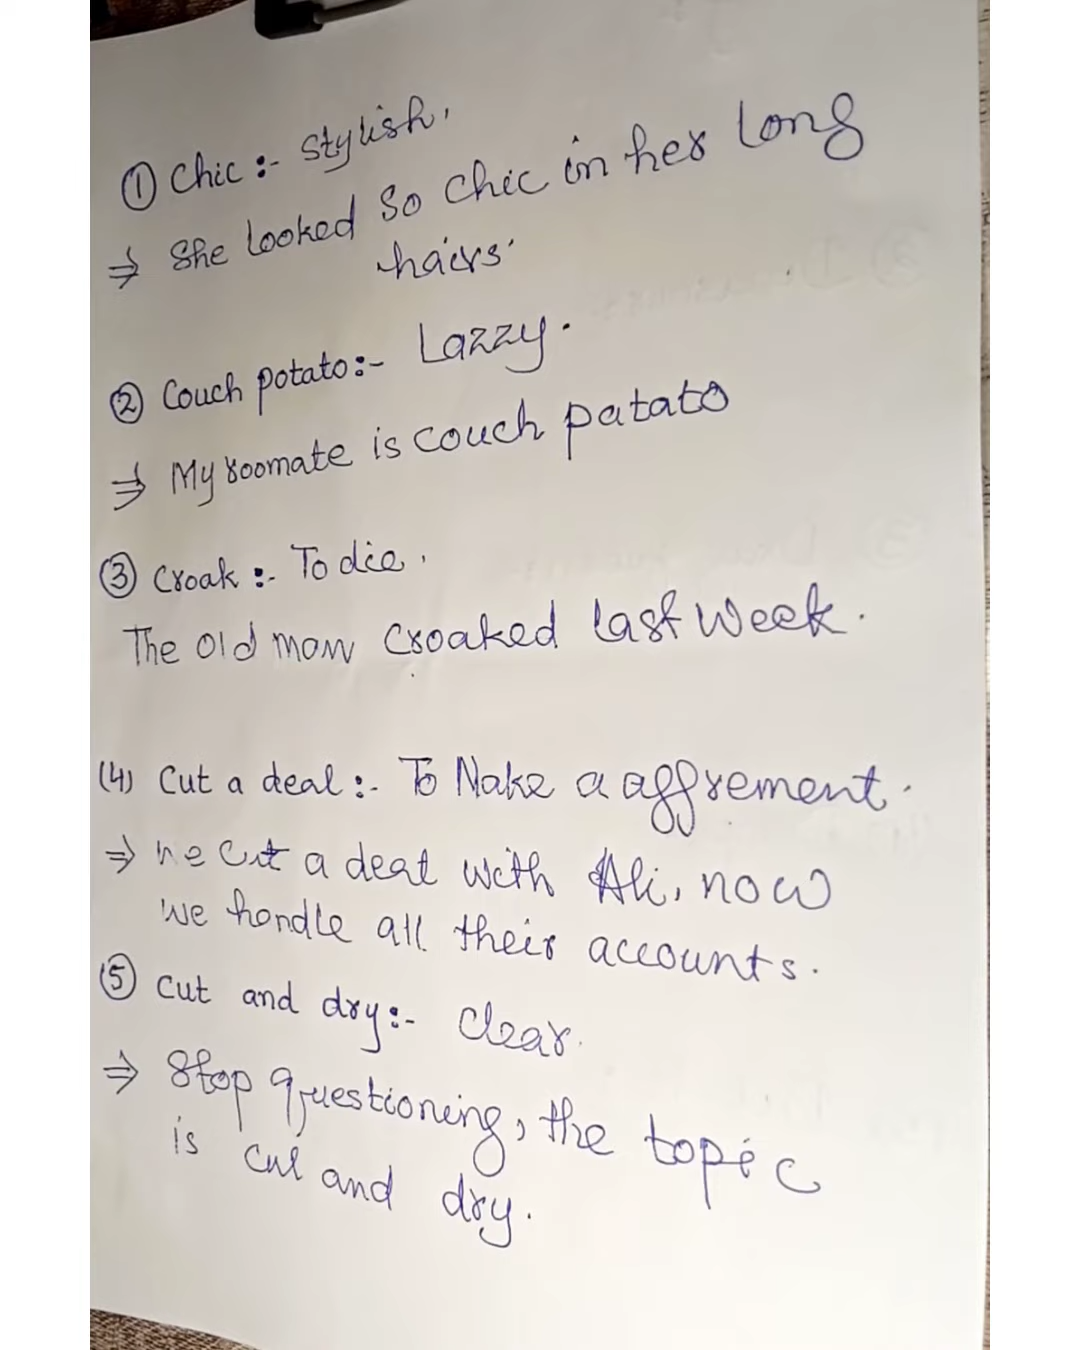 ① Chic :- Stylish.
⇒ She looked So Chic in her long
hairs.
② Couch potato :- Lazzy.
⇒ My roomate is couch patato
③ Croak :- To die.
The old man Croaked last week.
(4) Cut a deal :- To Make a aggrement.
⇒ We cut a deal with Ali, now
we handle all their accounts.
⑤ Cut and dry :- Clear.
⇒ Stop questioning, the topic
is cut and dry.